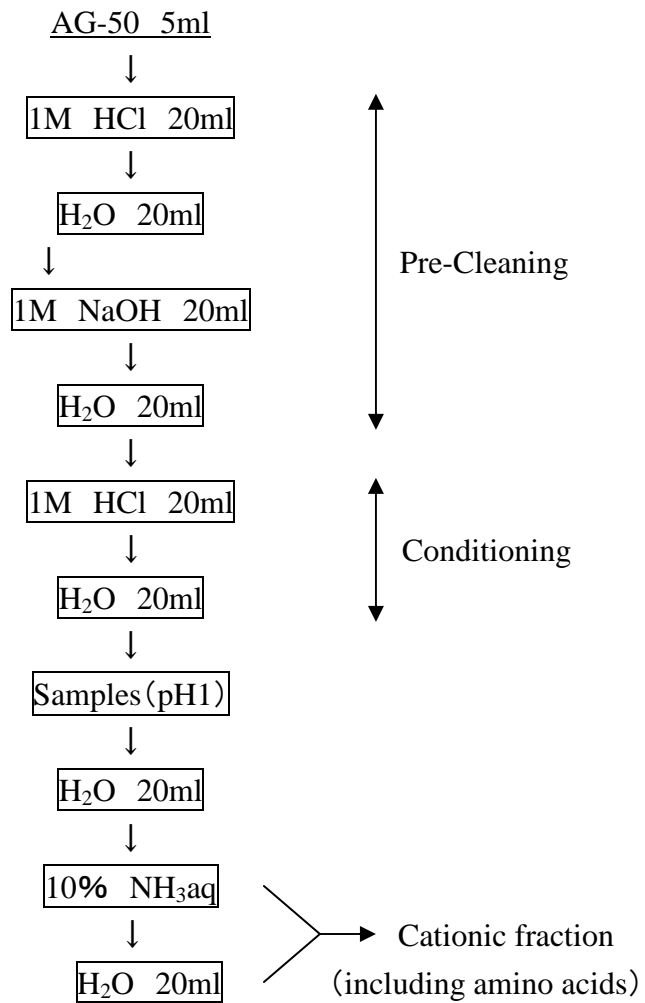 AG-50 5ml
↓
1M HCl 20ml
↓
H₂O 20ml
↓
Pre-Cleaning
1M NaOH 20ml
↓
H₂O 20ml
↓
1M HCl 20ml
↓
Conditioning
H₂O 20ml
↓
Samples（pH1）
↓
H₂O 20ml
↓
10% NH₃aq
↓
Cationic fraction
H₂O 20ml
（including amino acids）